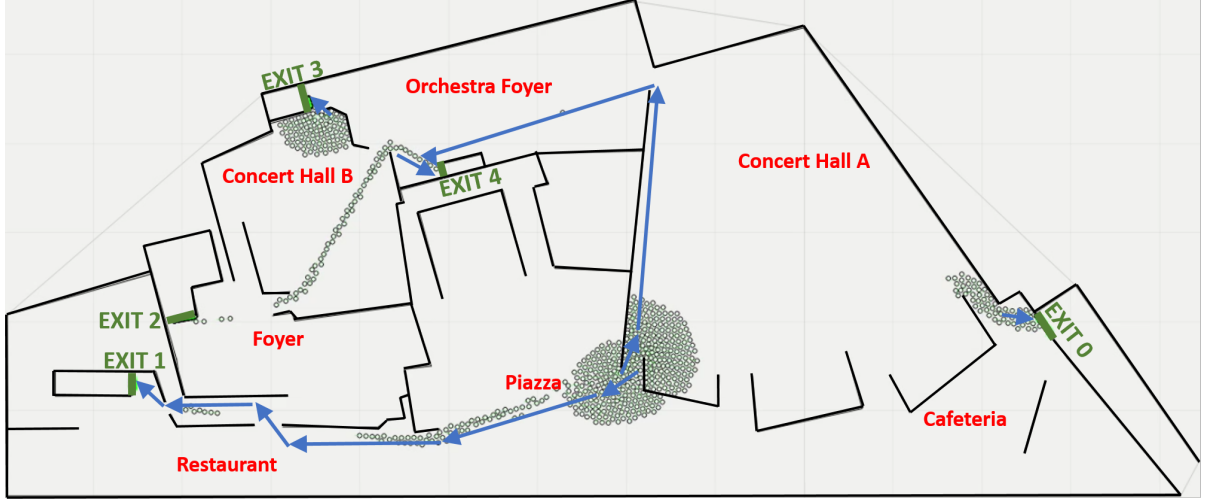 EXIT 3
Orchestra Foyer
Concert Hall A
Concert Hall B
EXIT 4
EXIT 2
Foyer
EXIT 0
EXIT 1
Piazza
Cafeteria
Restaurant